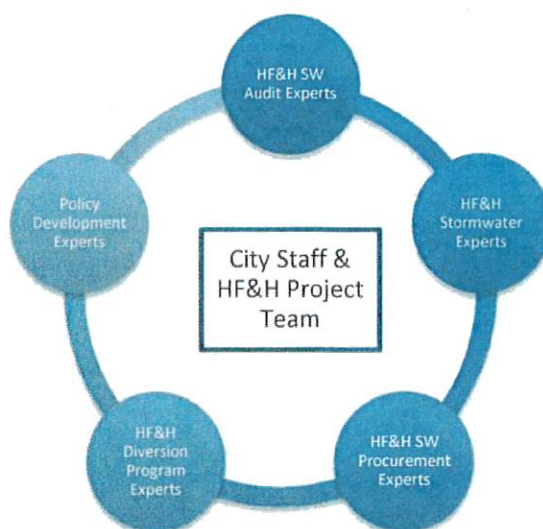 HF&H SW
Audit Experts
HF&H
Stormwater
Experts
HF&H SW
Procurement
Experts
HF&H
Diversion
Program
Experts
Policy
Development
Experts
City Staff &
HF&H Project
Team